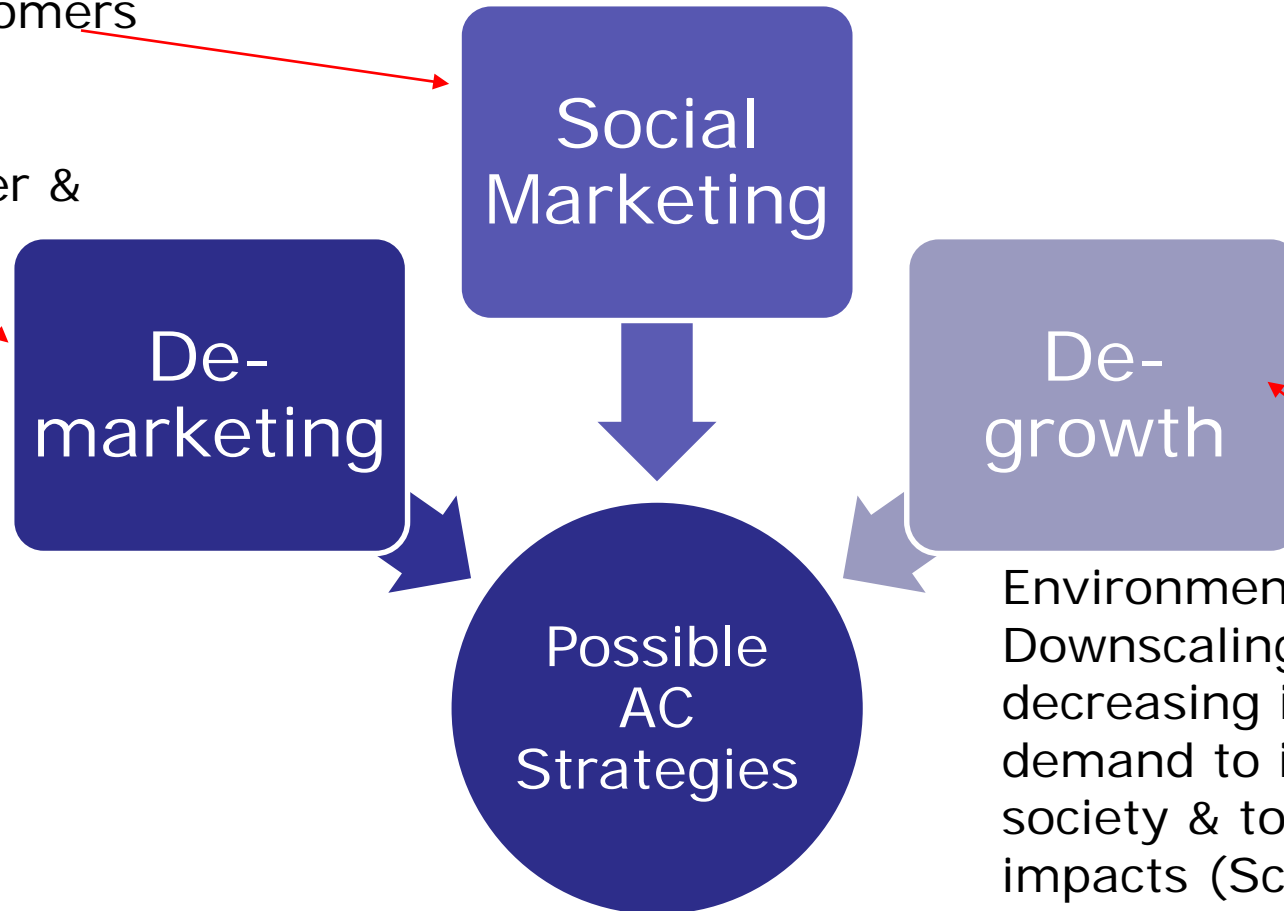 omers
Social
Marketing
er &
De-
marketing
De-
growth
Possible
AC
Strategies
Environmen
Downscaling
decreasing i
demand to i
society & to
impacts (Sc